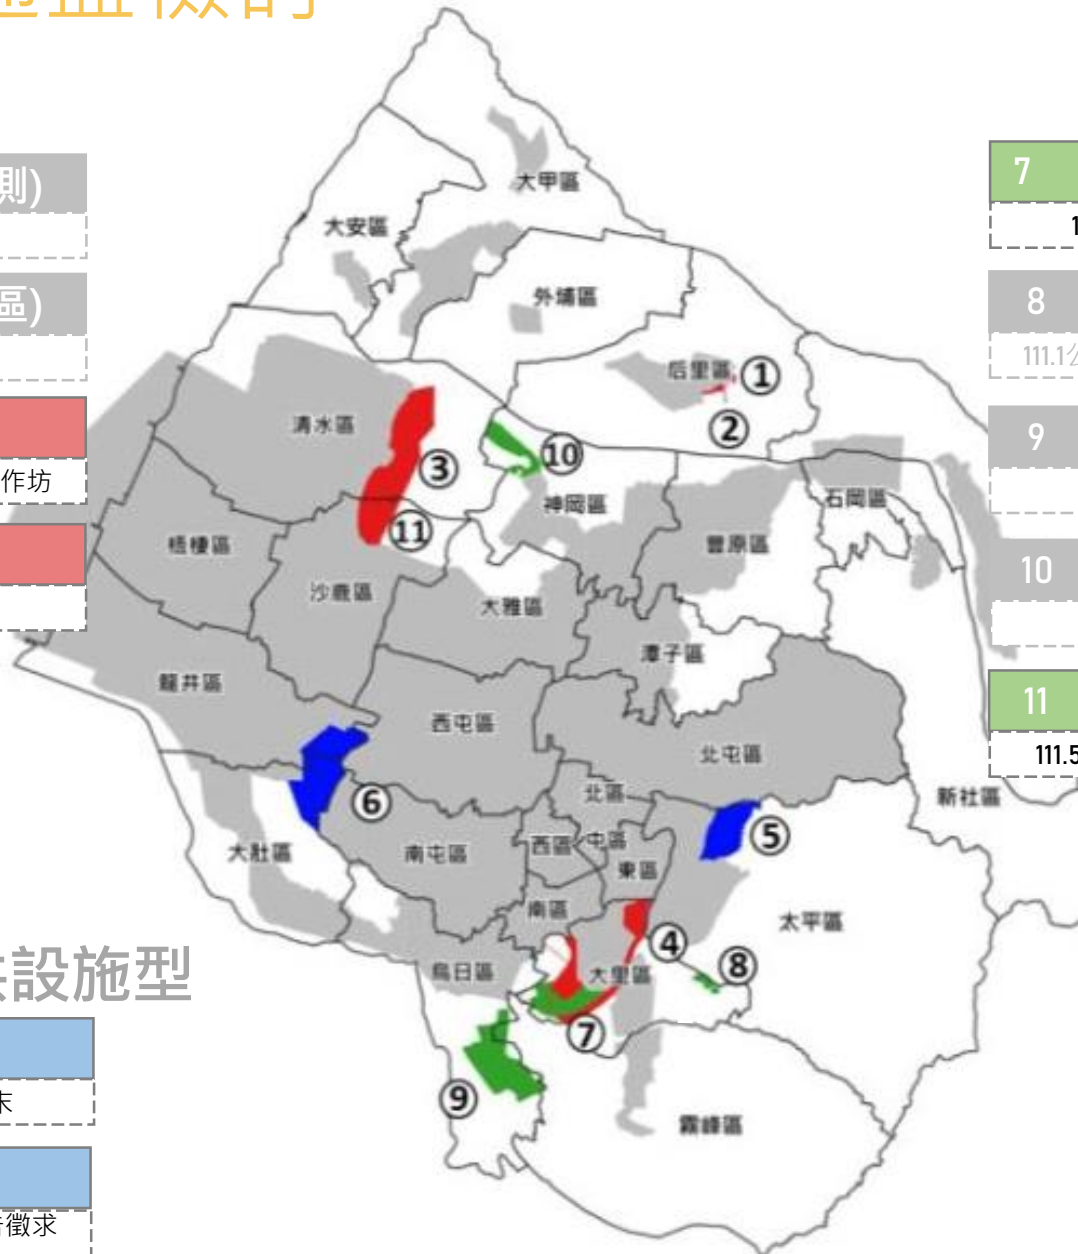 測)
區)
作坊
大甲區
大安區
外埔區
后里區
①
②
清水區
③
⑩
神岡區
⑪
梧棲區
沙鹿區
大雅區
豐原區
石岡區
潭子區
龍井區
西屯區
北屯區
新社區
⑥
北區
⑤
大肚區
南屯區
西區
中區
東區
南區
太平區
④
⑧
烏日區
大里區
⑦
⑨
霧峰區
設施型
末
徵求
7
1
8
111.1公
9
10
11
111.5